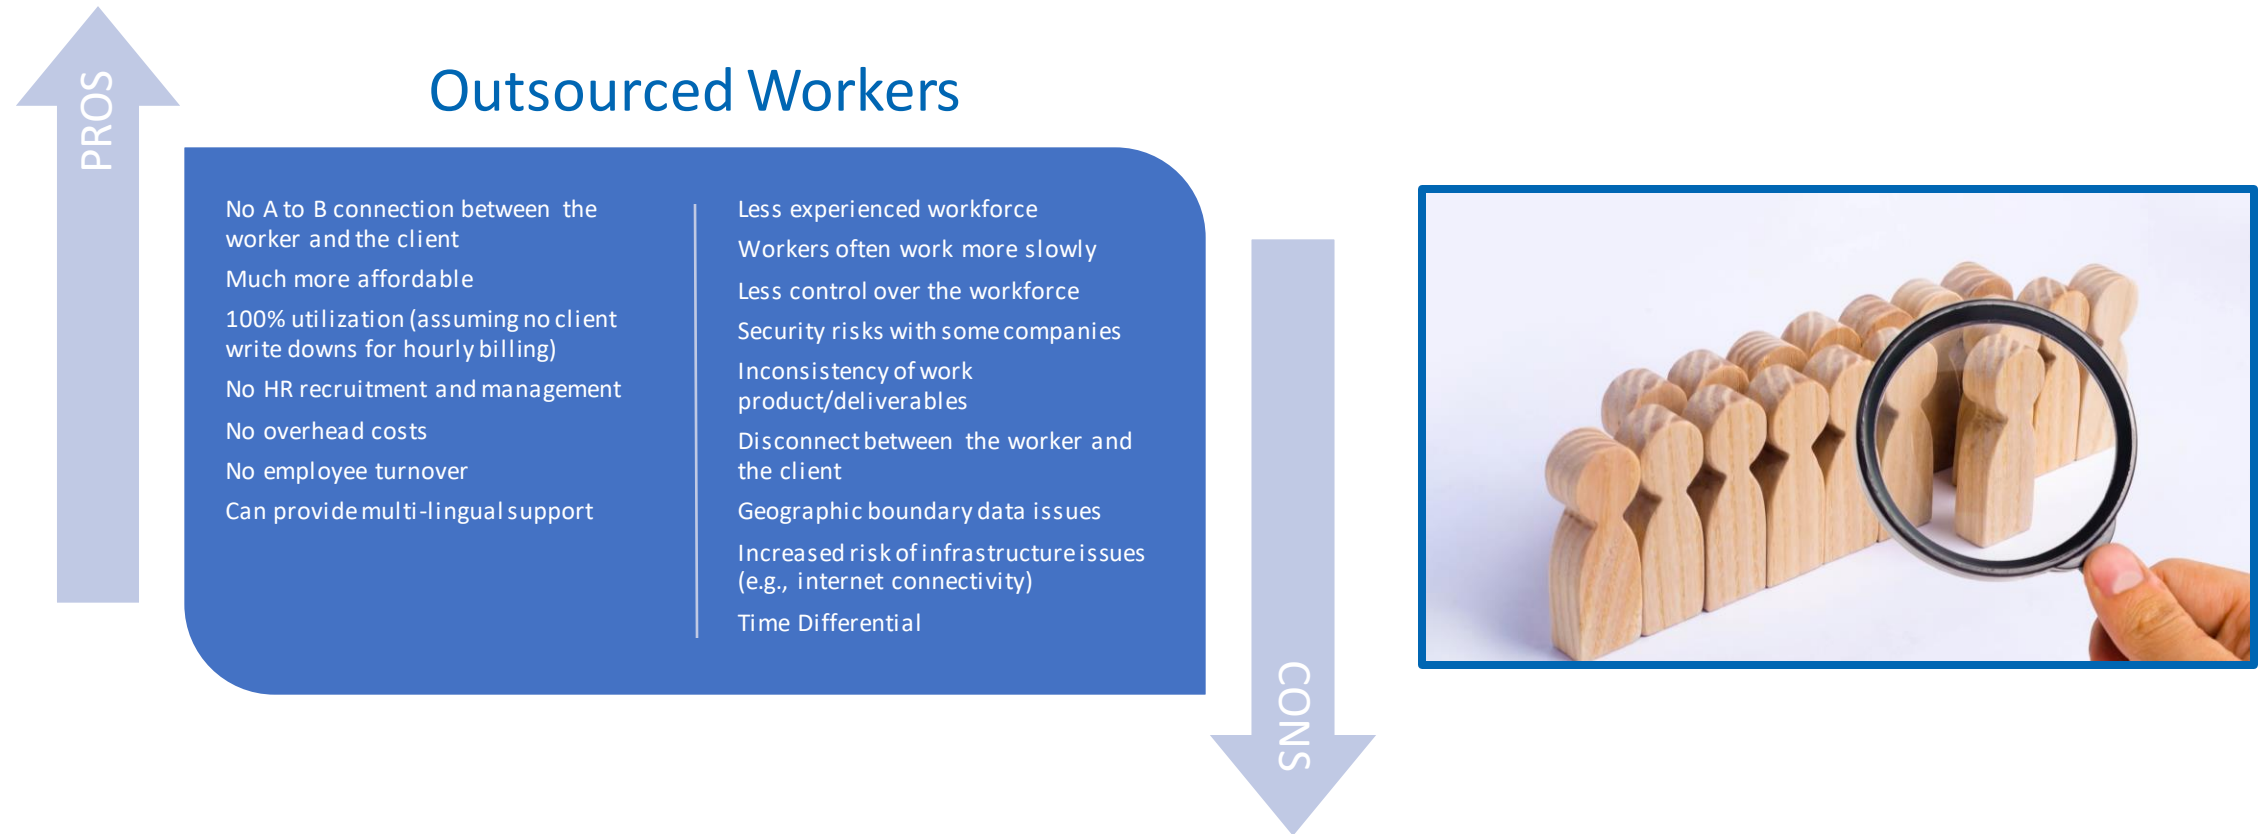 PROS
Outsourced Workers
No A to B connection between the
worker and the client
Much more affordable
100% utilization (assuming no client
write downs for hourly billing)
No HR recruitment and management
No overhead costs
No employee turnover
Can provide multi-lingual support
Less experienced workforce
Workers often work more slowly
Less control over the workforce
Security risks with some companies
Inconsistency of work
product/deliverables
Disconnect between the worker and
the client
Geographic boundary data issues
Increased risk of infrastructure issues
(e.g., internet connectivity)
Time Differential
CONS